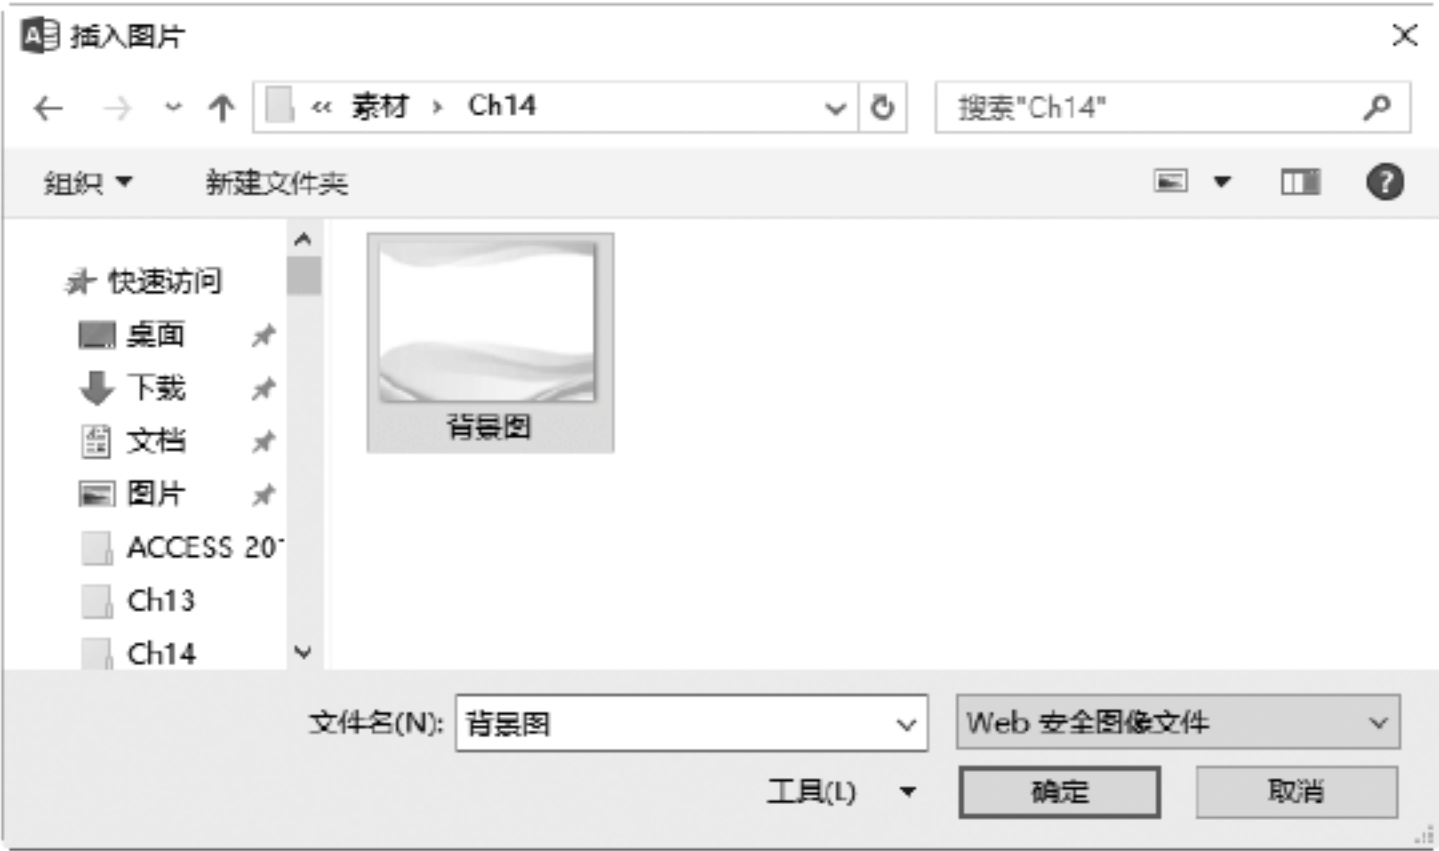 插入图片
« 素材 › Ch14
搜索"Ch14"
组织
新建文件夹
快速访问
桌面
下载
文档
图片
ACCESS 20
Ch13
Ch14
背景图
文件名(N):
背景图
Web 安全图像文件
工具(L)
确定
取消